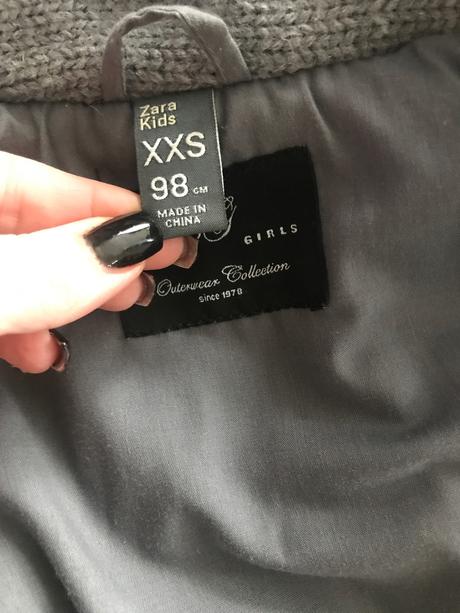 Zara
Kids
XXS
98 CM
MADE IN
CHINA
GIRLS
Outerwear Collection
since 1978